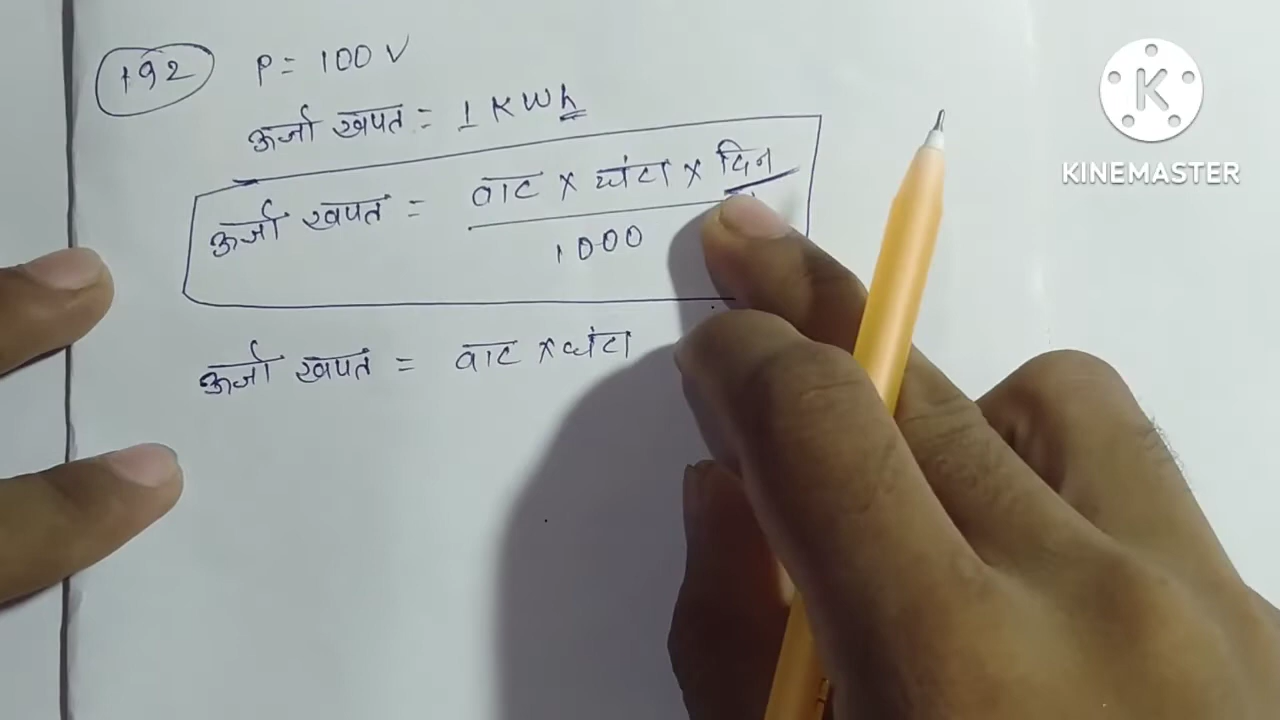 192 P = 100 V
ऊर्जा खपत = 1 KWh
ऊर्जा खपत = वाट × घंटा × दिन
1000
ऊर्जा खपत = वाट × घंटा
K
KINEMASTER